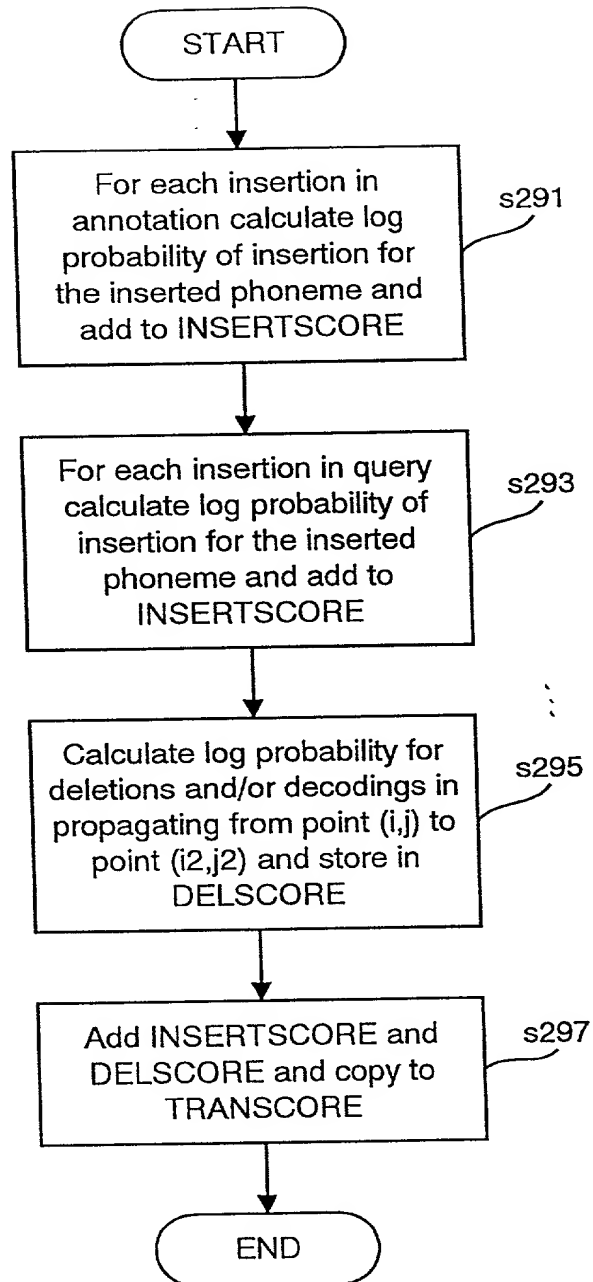 START
For each insertion in
annotation calculate log
probability of insertion for
the inserted phoneme and
add to INSERTSCORE
s291
For each insertion in query
calculate log probability of
insertion for the inserted
phoneme and add to
INSERTSCORE
s293
Calculate log probability for
deletions and/or decodings in
propagating from point (i,j) to
point (i2,j2) and store in
DELSCORE
s295
Add INSERTSCORE and
DELSCORE and copy to
TRANSCORE
s297
END